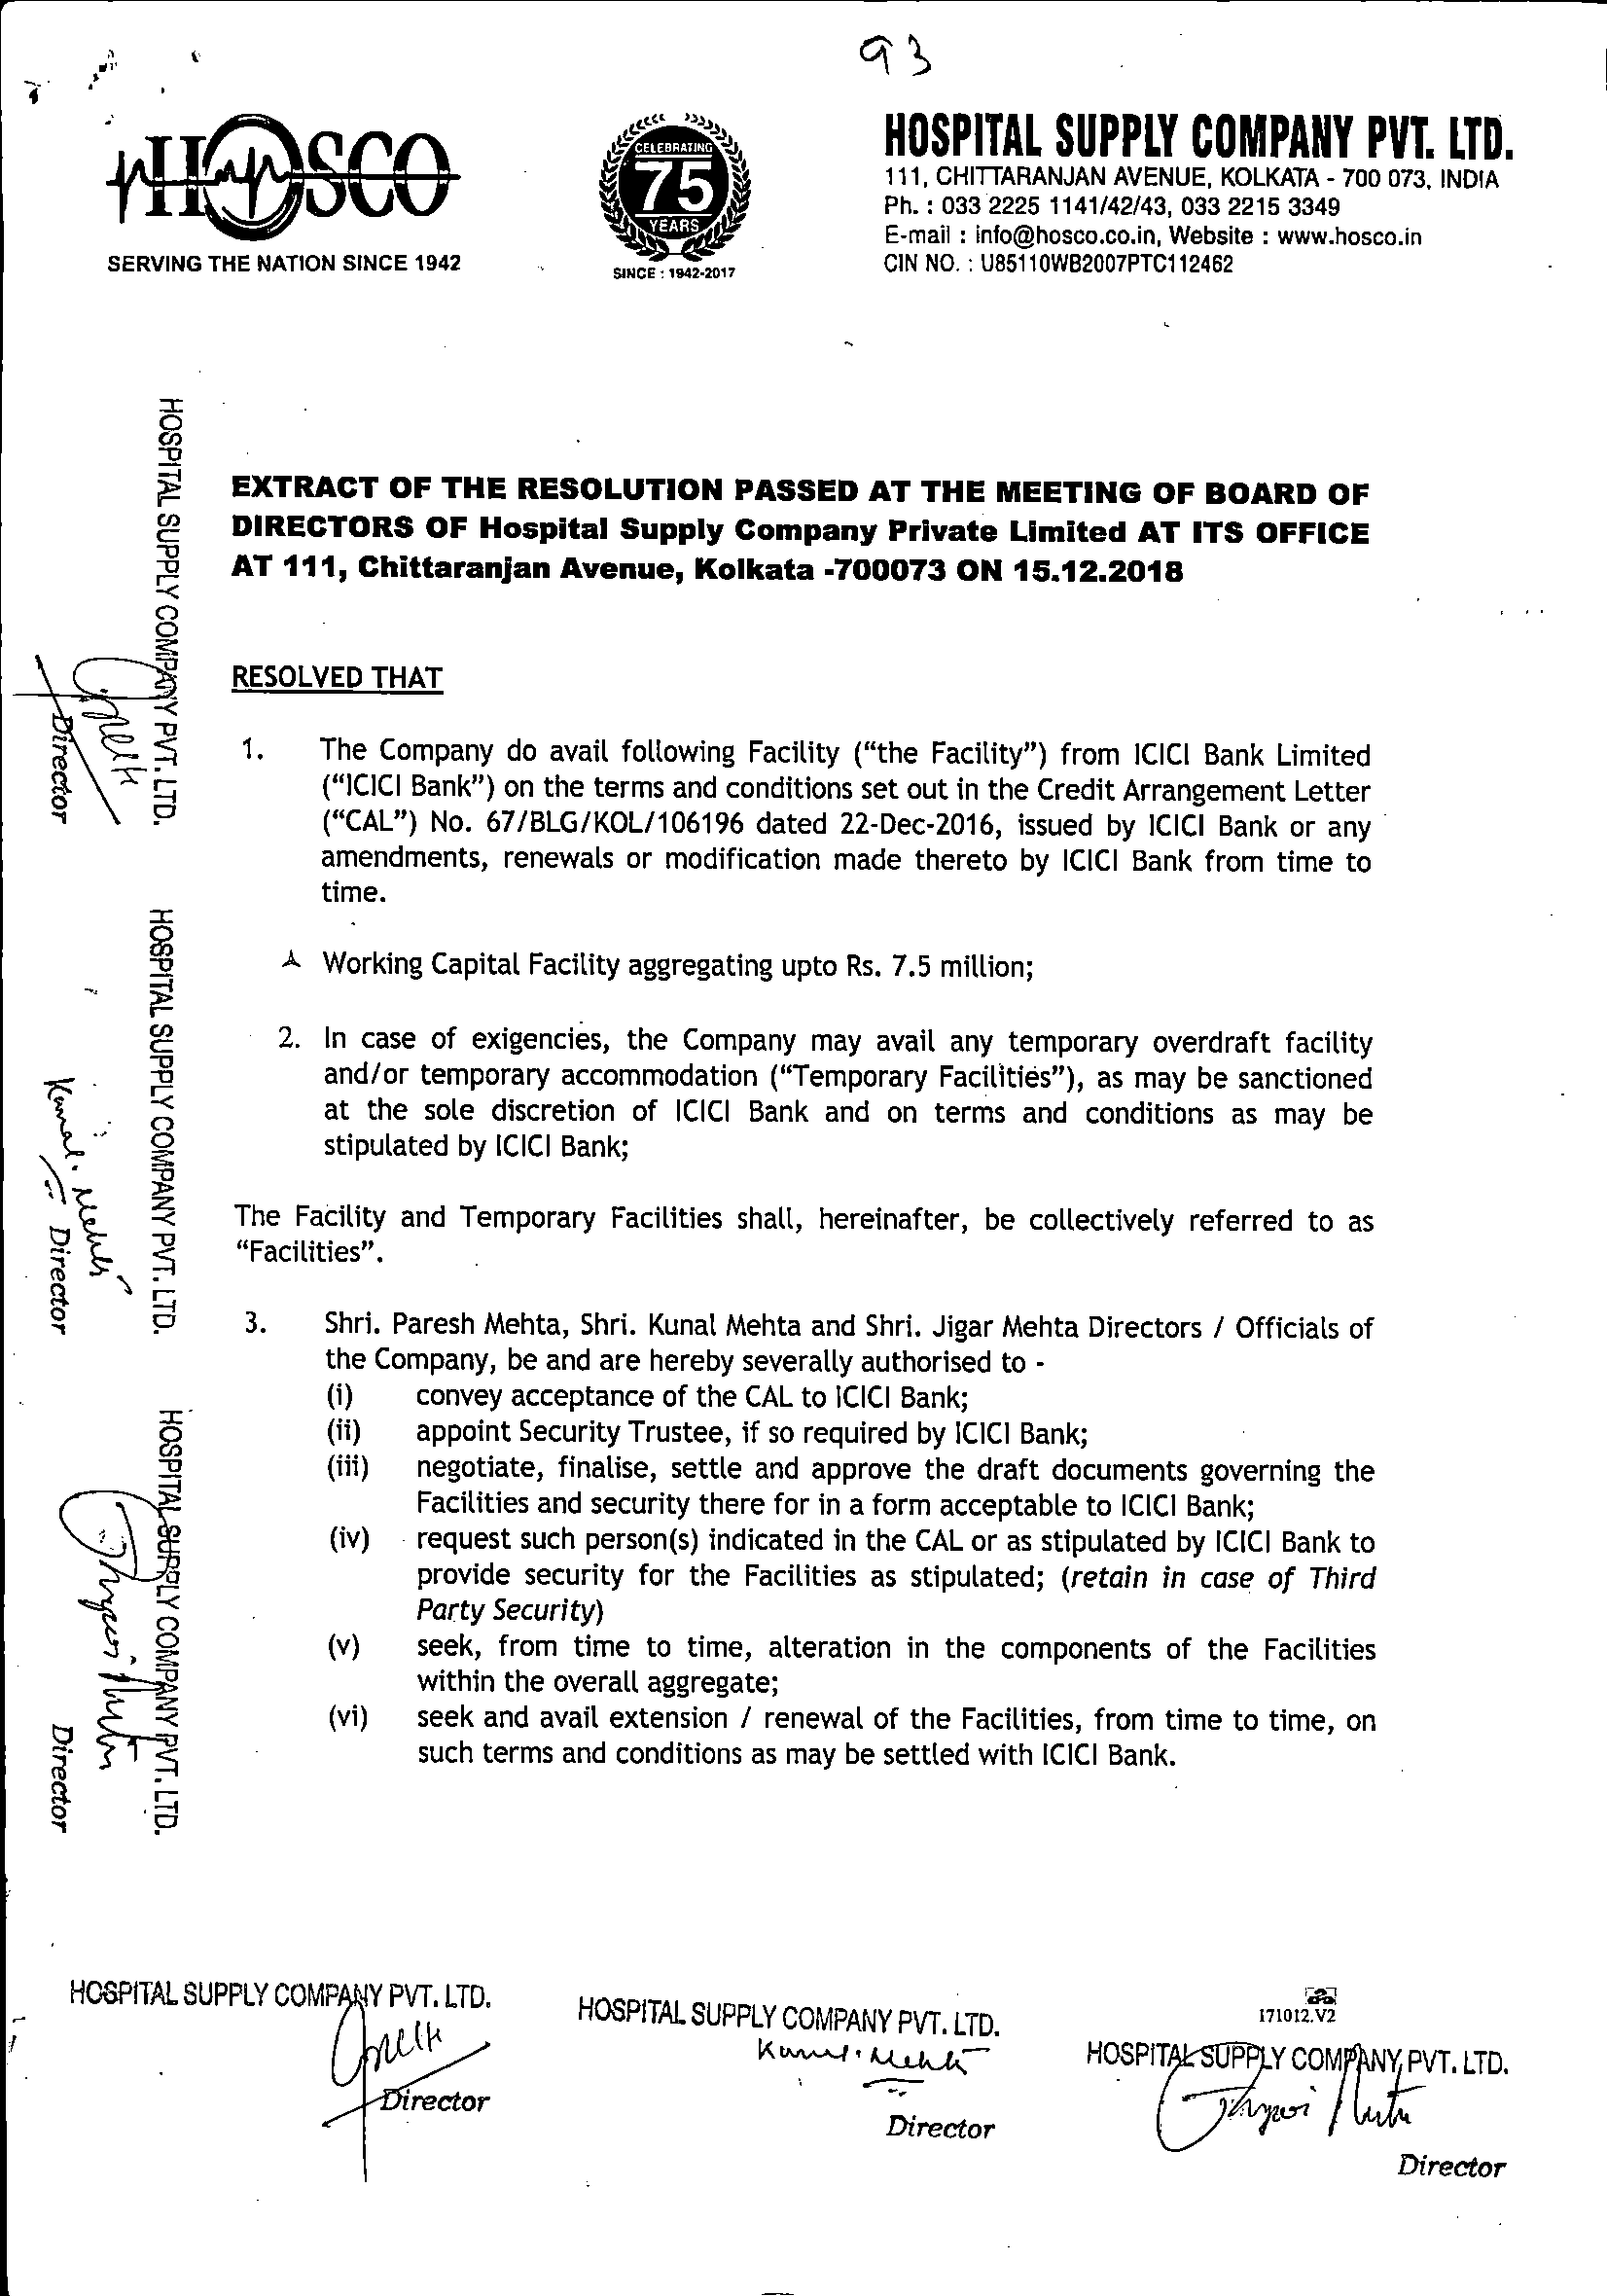 93
HOSCO
SERVING THE NATION SINCE 1942
CELEBRATING
75
YEARS
SINCE : 1942-2017
HOSPITAL SUPPLY COMPANY PVT. LTD.
111, CHITTARANJAN AVENUE, KOLKATA - 700 073, INDIA
Ph. : 033 2225 1141/42/43, 033 2215 3349
E-mail : info@hosco.co.in, Website : www.hosco.in
CIN NO. : U85110WB2007PTC112462
EXTRACT OF THE RESOLUTION PASSED AT THE MEETING OF BOARD OF
DIRECTORS OF Hospital Supply Company Private Limited AT ITS OFFICE
AT 111, Chittaranjan Avenue, Kolkata -700073 ON 15.12.2018
RESOLVED THAT
1. The Company do avail following Facility (“the Facility”) from ICICI Bank Limited
(“ICICI Bank”) on the terms and conditions set out in the Credit Arrangement Letter
(“CAL”) No. 67/BLG/KOL/106196 dated 22-Dec-2016, issued by ICICI Bank or any
amendments, renewals or modification made thereto by ICICI Bank from time to
time.
Working Capital Facility aggregating upto Rs. 7.5 million;
2. In case of exigencies, the Company may avail any temporary overdraft facility
and/or temporary accommodation (“Temporary Facilities”), as may be sanctioned
at the sole discretion of ICICI Bank and on terms and conditions as may be
stipulated by ICICI Bank;
The Facility and Temporary Facilities shall, hereinafter, be collectively referred to as
“Facilities”.
3. Shri. Paresh Mehta, Shri. Kunal Mehta and Shri. Jigar Mehta Directors / Officials of
the Company, be and are hereby severally authorised to -
(i) convey acceptance of the CAL to ICICI Bank;
(ii) appoint Security Trustee, if so required by ICICI Bank;
(iii) negotiate, finalise, settle and approve the draft documents governing the
Facilities and security there for in a form acceptable to ICICI Bank;
(iv) request such person(s) indicated in the CAL or as stipulated by ICICI Bank to
provide security for the Facilities as stipulated; (retain in case of Third
Party Security)
(v) seek, from time to time, alteration in the components of the Facilities
within the overall aggregate;
(vi) seek and avail extension / renewal of the Facilities, from time to time, on
such terms and conditions as may be settled with ICICI Bank.
HOSPITAL SUPPLY COMPANY PVT. LTD.
Director
HOSPITAL SUPPLY COMPANY PVT. LTD.
Kunal. Mehta
Director
HOSPITAL SUPPLY COMPANY PVT. LTD.
Director
171012.V2
HOSPITAL SUPPLY COMPANY PVT. LTD.
Director
HOSPITAL SUPPLY COMPANY PVT. LTD.
Kunal. Mehta
Director
HOSPITAL SUPPLY COMPANY PVT. LTD.
Director